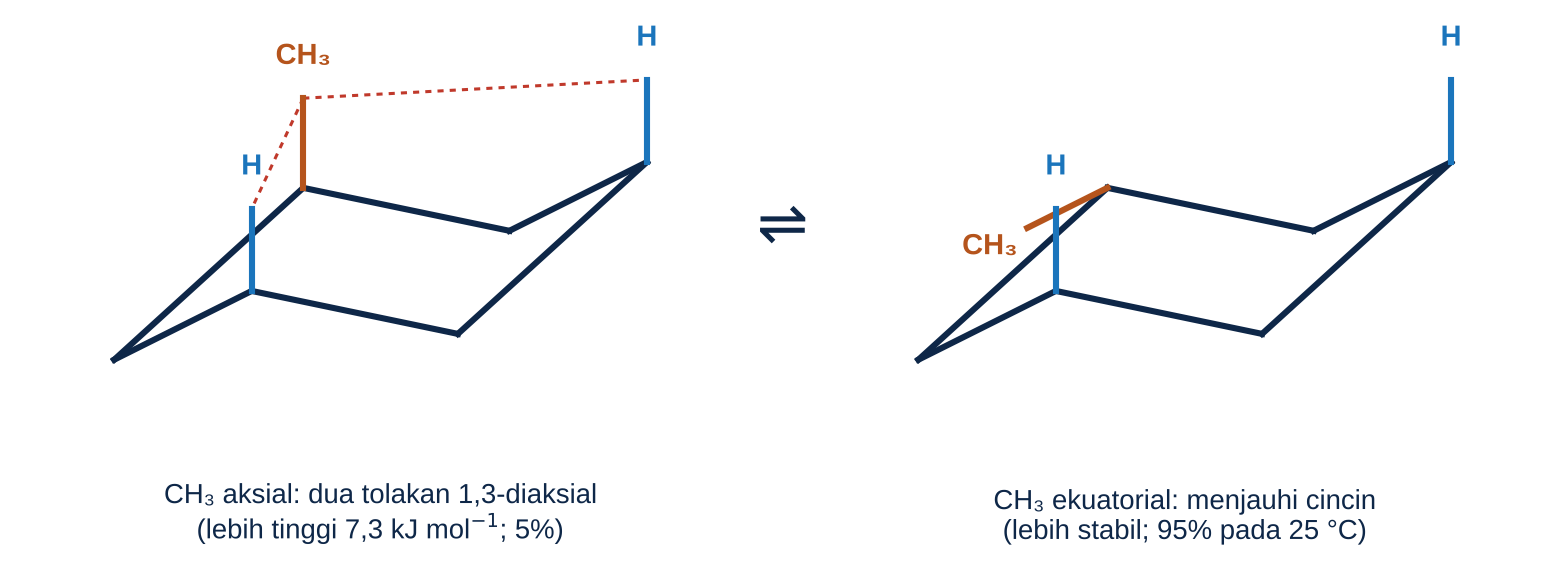 CH₃
H
H
⇌
H
H
CH₃
CH₃ aksial: dua tolakan 1,3-diaksial
(lebih tinggi 7,3 kJ mol⁻¹; 5%)
CH₃ ekuatorial: menjauhi cincin
(lebih stabil; 95% pada 25 °C)